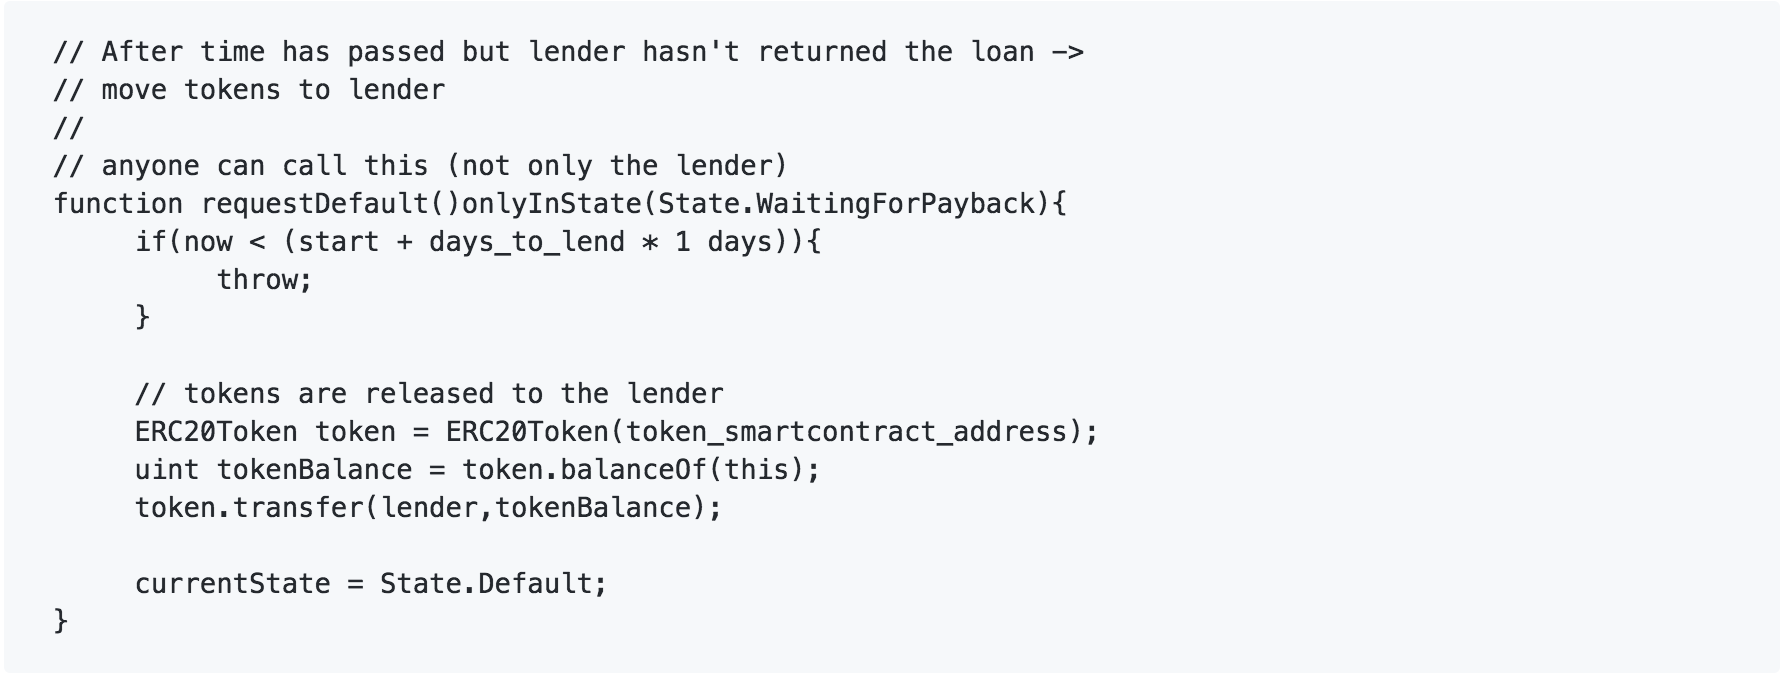 // After time has passed but lender hasn't returned the loan ->
// move tokens to lender
//
// anyone can call this (not only the lender)
function requestDefault()onlyInState(State.WaitingForPayback){
     if(now < (start + days_to_lend * 1 days)){
          throw;
     }

     // tokens are released to the lender
     ERC20Token token = ERC20Token(token_smartcontract_address);
     uint tokenBalance = token.balanceOf(this);
     token.transfer(lender,tokenBalance);

     currentState = State.Default;
}